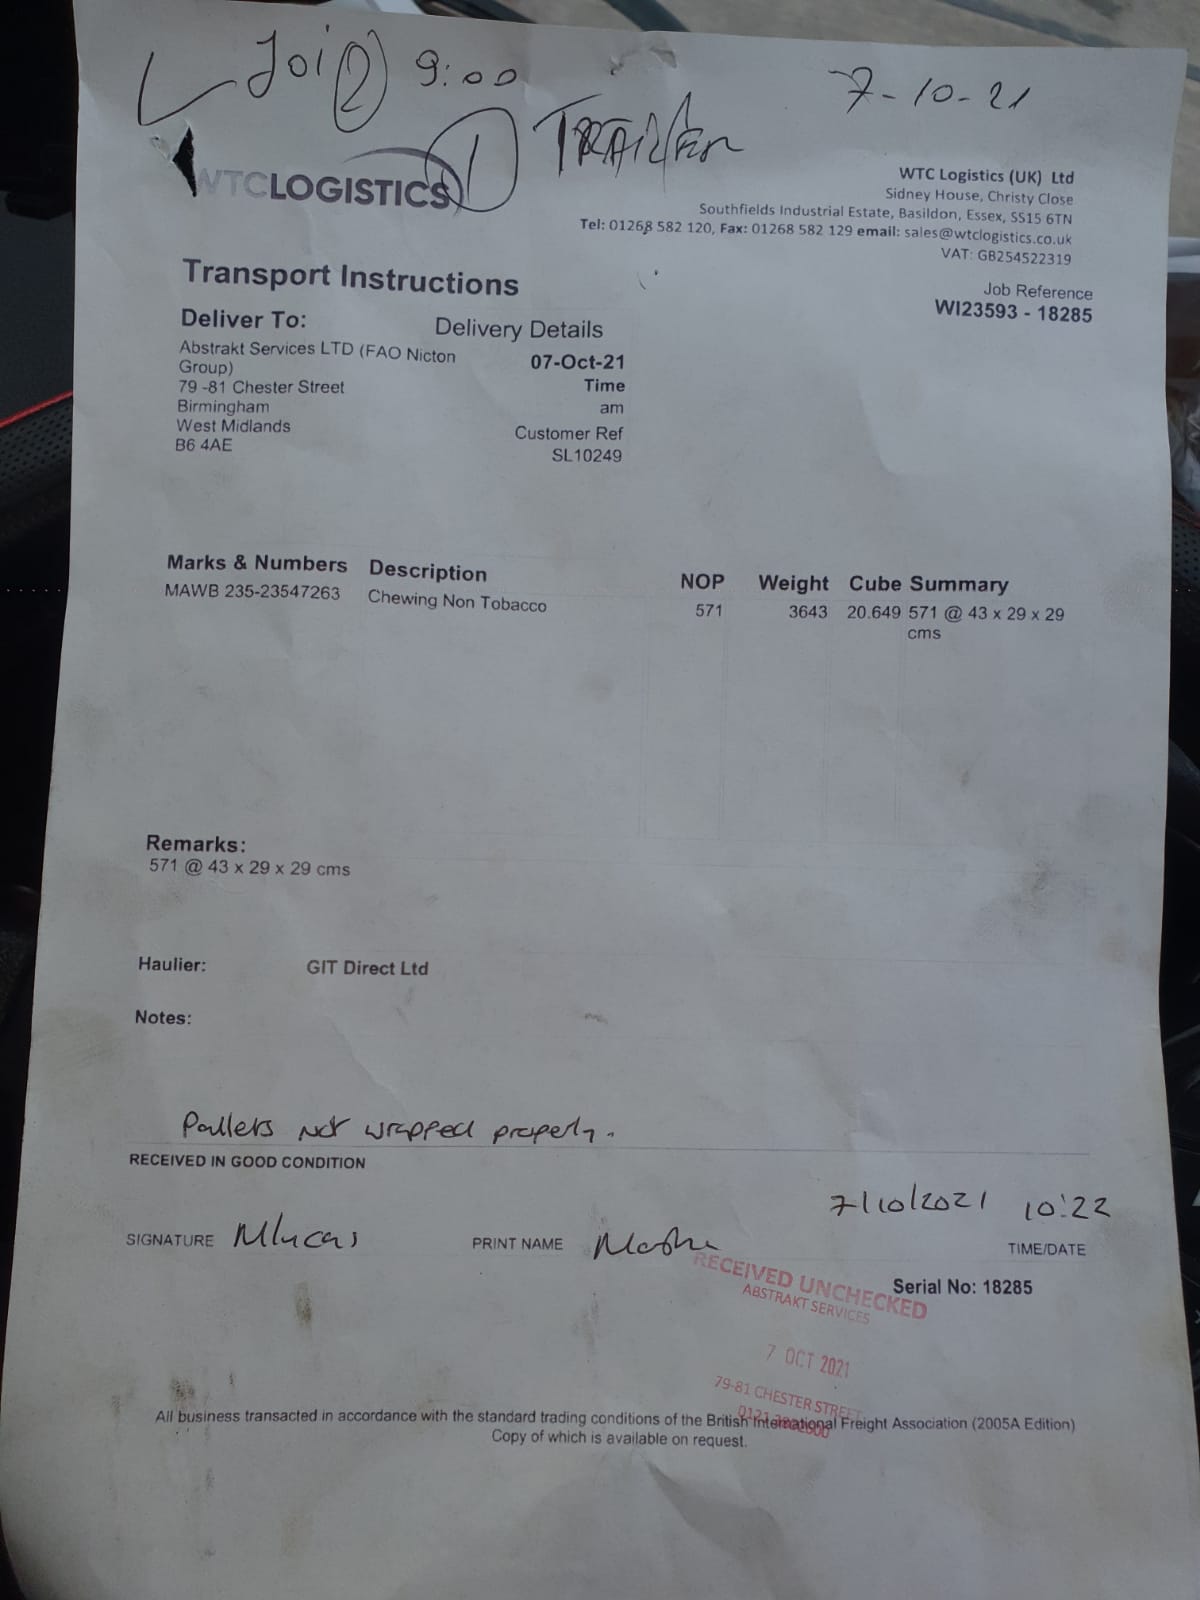 Joi 2 9:00 7-10-21
1 TRAILER
WTCLOGISTICS
WTC Logistics (UK) Ltd
Sidney House, Christy Close
Southfields Industrial Estate, Basildon, Essex, SS15 6TN
Tel: 01268 582 120, Fax: 01268 582 129 email: sales@wtclogistics.co.uk
VAT: GB254522319
Transport Instructions
Job Reference
WI23593 - 18285
Deliver To: Delivery Details
Abstrakt Services LTD (FAO Nicton
Group)
07-Oct-21
79 -81 Chester Street Time
Birmingham am
West Midlands Customer Ref
B6 4AE SL10249
Marks & Numbers Description NOP Weight Cube Summary
MAWB 235-23547263 Chewing Non Tobacco 571 3643 20.649 571 @ 43 x 29 x 29
cms
Remarks:
571 @ 43 x 29 x 29 cms
Haulier: GIT Direct Ltd
Notes:
Pallets not wrapped properly.
RECEIVED IN GOOD CONDITION
7/10/2021 10:22
SIGNATURE Mlucas PRINT NAME TIME/DATE
Serial No: 18285
RECEIVED UNCHECKED
ABSTRAKT SERVICES
7 OCT 2021
79-81 CHESTER STREET
All business transacted in accordance with the standard trading conditions of the British International Freight Association (2005A Edition)
Copy of which is available on request.